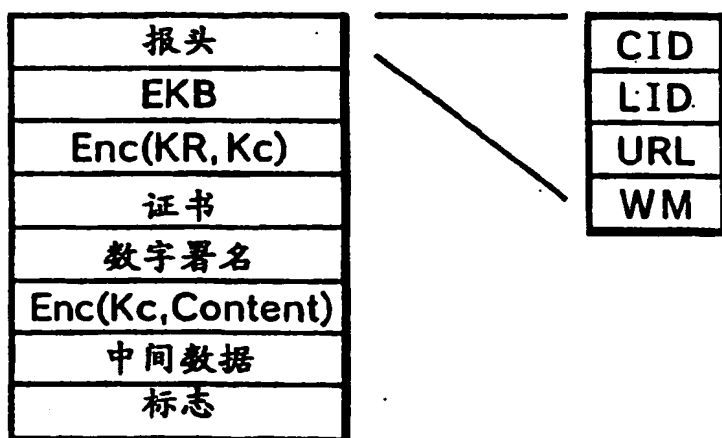 报头
EKB
Enc(KR, Kc)
证书
数字署名
Enc(Kc,Content)
中间数据
标志
CID
LID
URL
WM